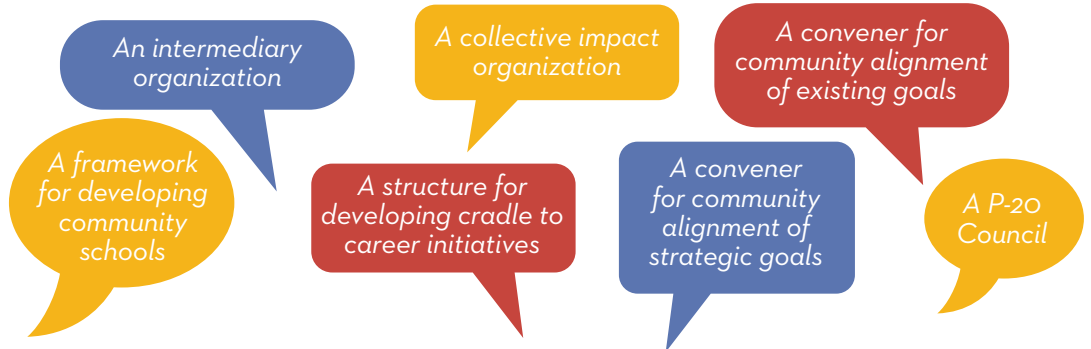 An intermediary
organization
A collective impact
organization
A convener for
community alignment
of existing goals
A framework
for developing
community
schools
A structure for
developing cradle to
career initiatives
A convener
for community
alignment of
strategic goals
A P-20
Council